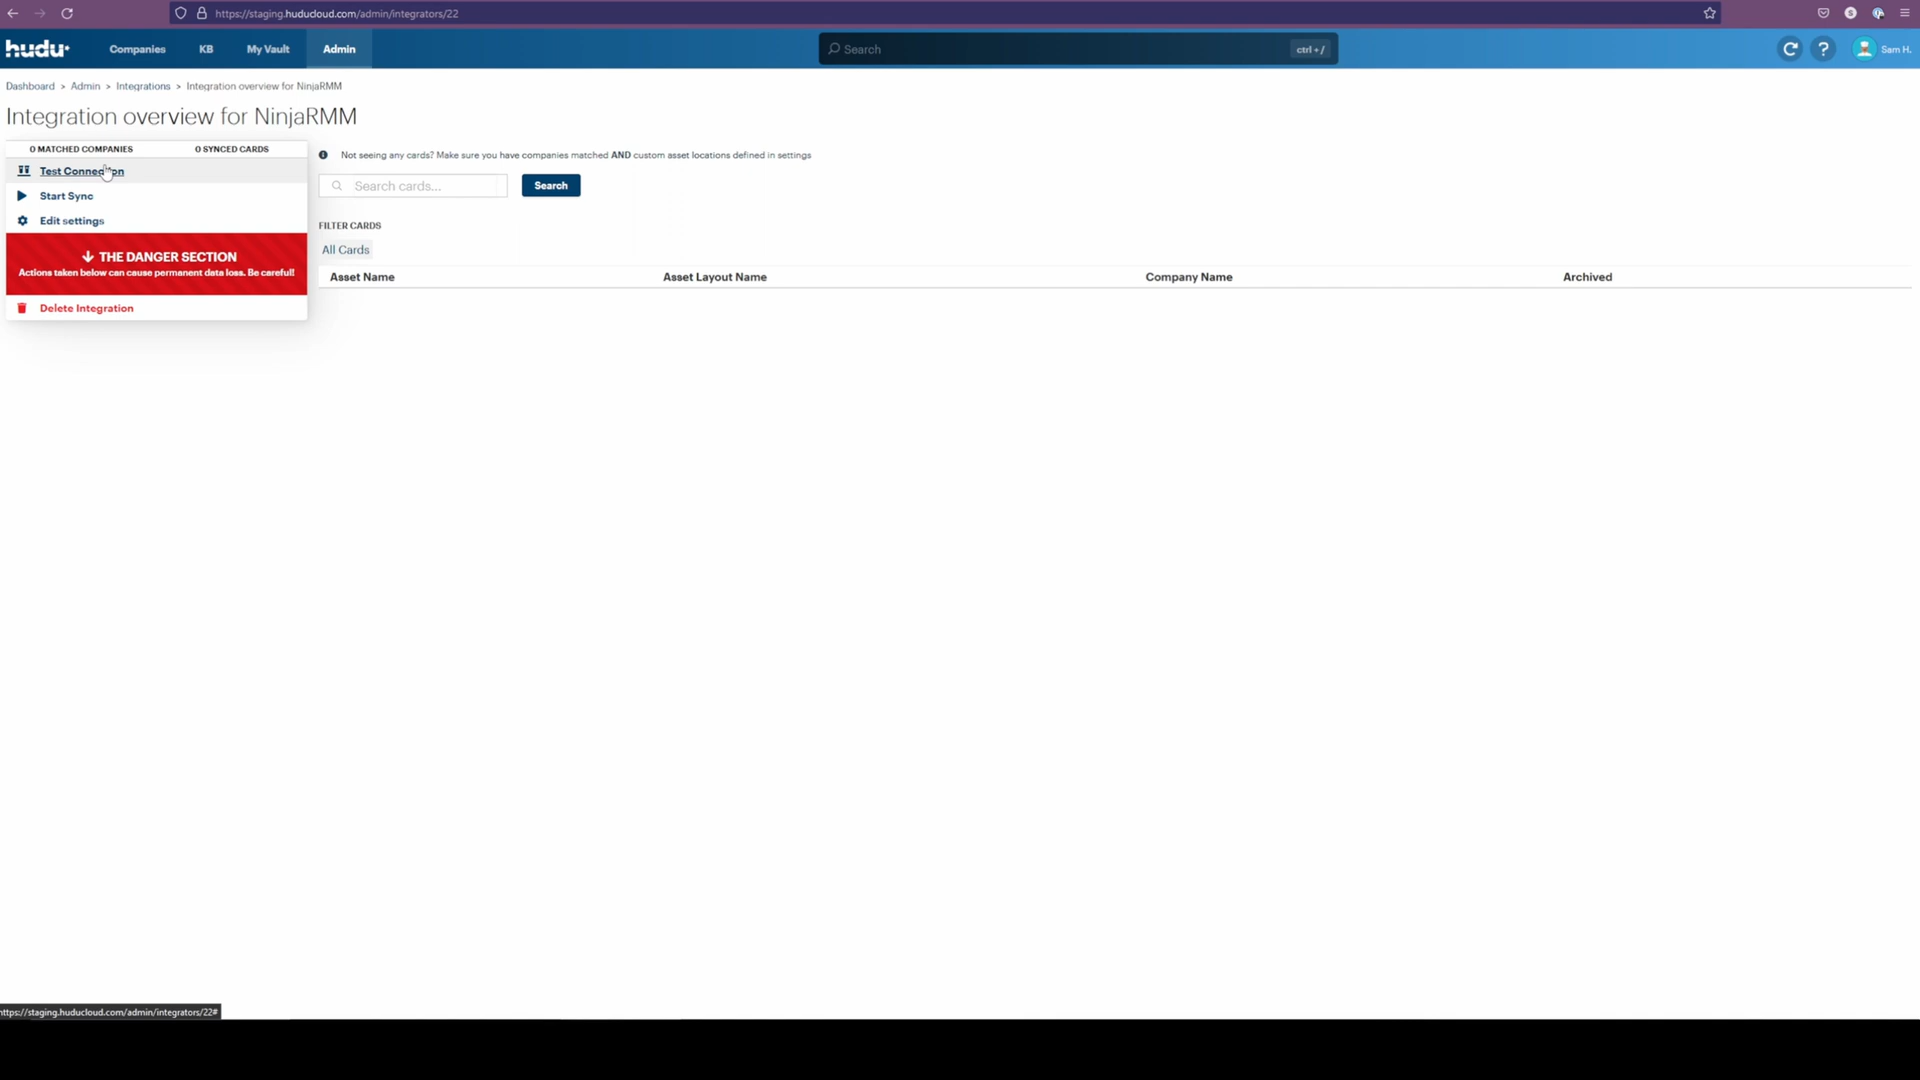 https://staging.huducloud.com/admin/integrators/22
hudu
Companies
KB
My Vault
Admin
Search
ctrl + /
?
Sam H.
Dashboard > Admin > Integrations > Integration overview for NinjaRMM
Integration overview for NinjaRMM
0 MATCHED COMPANIES
0 SYNCED CARDS
Test Connection
Start Sync
Edit settings
THE DANGER SECTION
Actions taken below can cause permanent data loss. Be careful!
Delete Integration
Not seeing any cards? Make sure you have companies matched AND custom asset locations defined in settings
Search cards...
Search
FILTER CARDS
All Cards
Asset Name
Asset Layout Name
Company Name
Archived
https://staging.huducloud.com/admin/integrators/22#